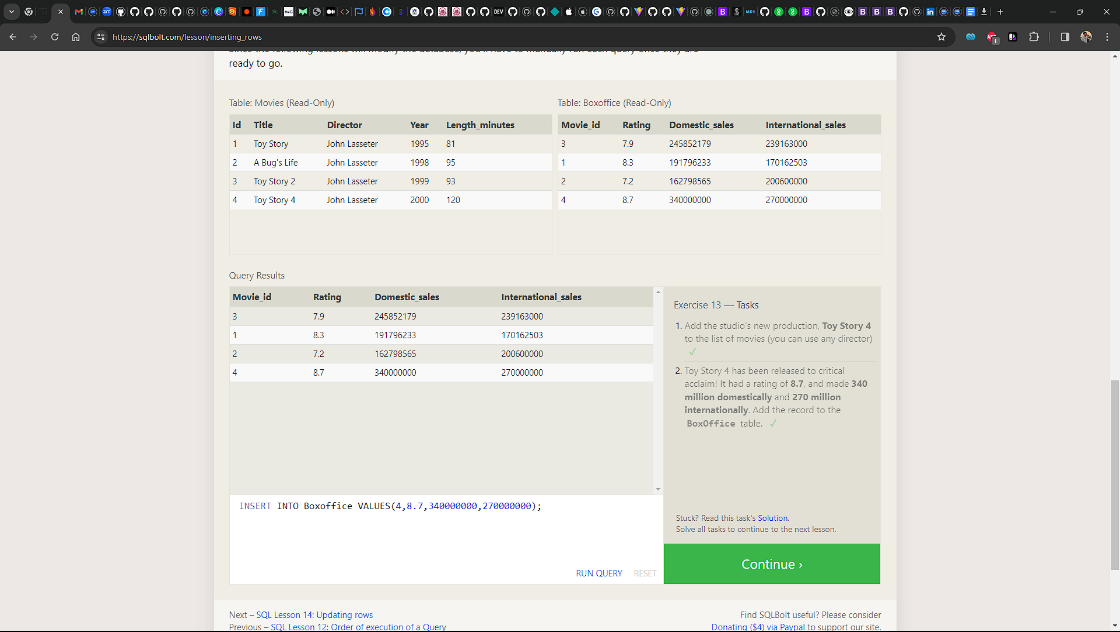 https://sqlbolt.com/lesson/inserting_rows
ready to go.
Table: Movies (Read-Only)
Id Title Director Year Length_minutes
1 Toy Story John Lasseter 1995 81
2 A Bug's Life John Lasseter 1998 95
3 Toy Story 2 John Lasseter 1999 93
4 Toy Story 4 John Lasseter 2000 120
Table: Boxoffice (Read-Only)
Movie_id Rating Domestic_sales International_sales
3 7.9 245852179 239163000
1 8.3 191796233 170162503
2 7.2 162798565 200600000
4 8.7 340000000 270000000
Query Results
Movie_id Rating Domestic_sales International_sales
3 7.9 245852179 239163000
1 8.3 191796233 170162503
2 7.2 162798565 200600000
4 8.7 340000000 270000000
INSERT INTO Boxoffice VALUES(4,8.7,340000000,270000000);
RUN QUERY RESET
Exercise 13 — Tasks
1. Add the studio's new production, Toy Story 4
to the list of movies (you can use any director)
✓
2. Toy Story 4 has been released to critical
acclaim! It had a rating of 8.7, and made 340
million domestically and 270 million
internationally. Add the record to the
BoxOffice table. ✓
Stuck? Read this task's Solution.
Solve all tasks to continue to the next lesson.
Continue ›
Next – SQL Lesson 14: Updating rows
Previous – SQL Lesson 12: Order of execution of a Query
Find SQLBolt useful? Please consider
Donating ($4) via Paypal to support our site.